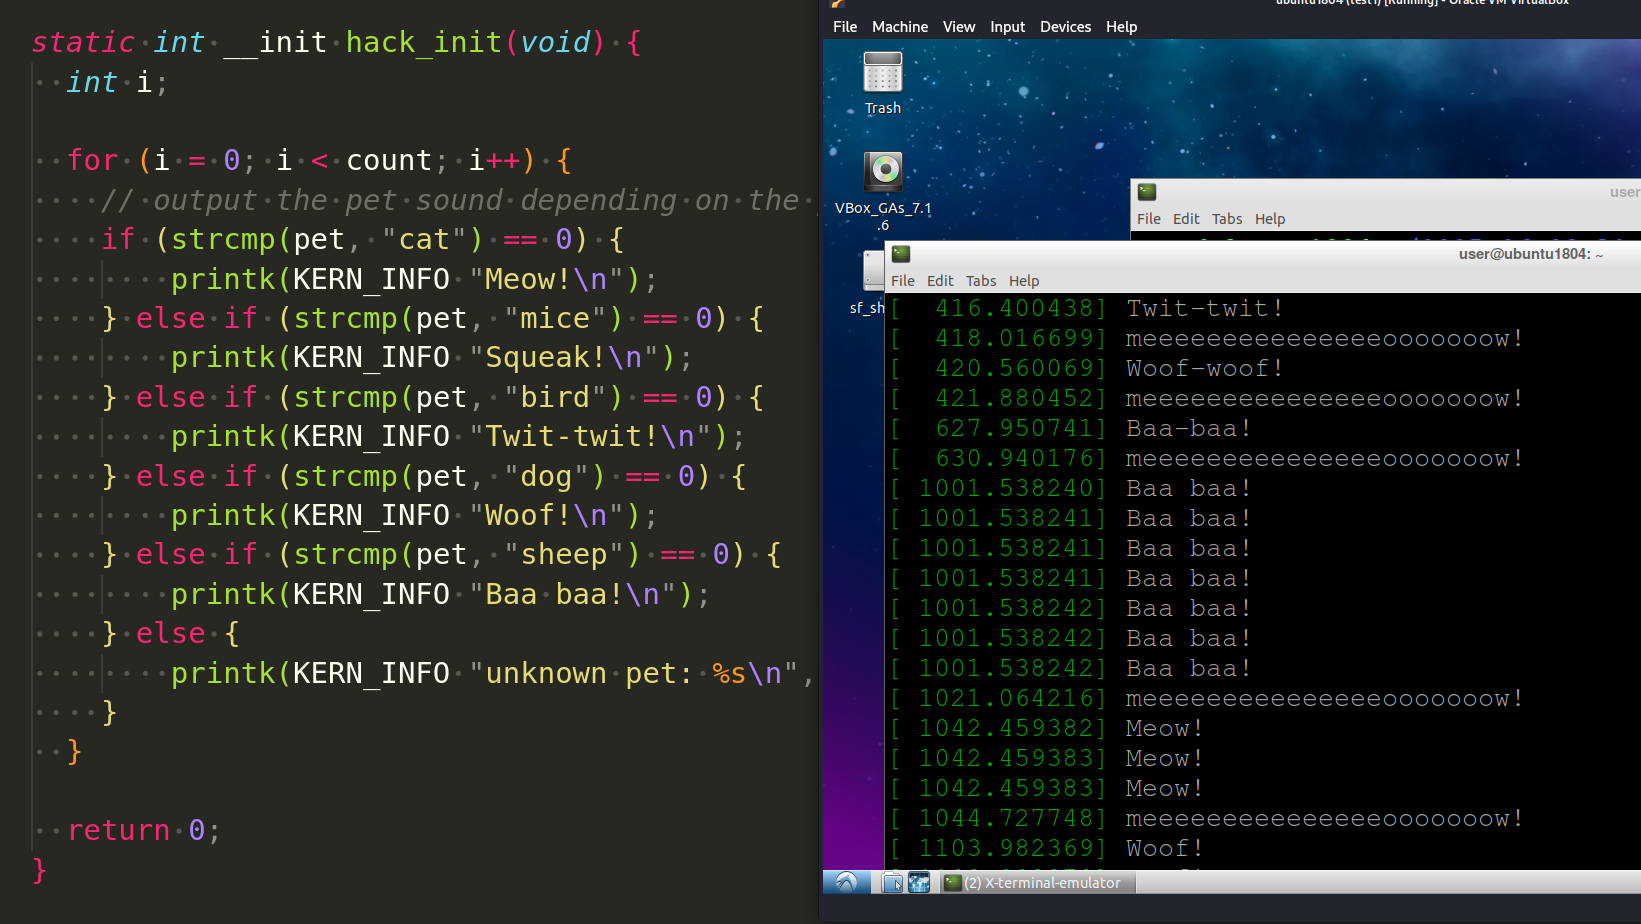 static int __init hack_init(void) {
int i;
for (i = 0; i < count; i++) {
// output the pet sound depending on the
if (strcmp(pet, "cat") == 0) {
printk(KERN_INFO "Meow!\n");
} else if (strcmp(pet, "mice") == 0) {
printk(KERN_INFO "Squeak!\n");
} else if (strcmp(pet, "bird") == 0) {
printk(KERN_INFO "Twit-twit!\n");
} else if (strcmp(pet, "dog") == 0) {
printk(KERN_INFO "Woof!\n");
} else if (strcmp(pet, "sheep") == 0) {
printk(KERN_INFO "Baa baa!\n");
} else {
printk(KERN_INFO "unknown pet: %s\n",
}
}
return 0;
}
ubuntu1804 (test1) [Running] - Oracle VM VirtualBox
File Machine View Input Devices Help
Trash
VBox_GAs_7.1
.6
sf_sh
user
File Edit Tabs Help
user@ubuntu1804: ~
File Edit Tabs Help
[  416.400438] Twit-twit!
[  418.016699] meeeeeeeeeeeeeeeooooooow!
[  420.560069] Woof-woof!
[  421.880452] meeeeeeeeeeeeeeeooooooow!
[  627.950741] Baa-baa!
[  630.940176] meeeeeeeeeeeeeeeooooooow!
[ 1001.538240] Baa baa!
[ 1001.538241] Baa baa!
[ 1001.538241] Baa baa!
[ 1001.538241] Baa baa!
[ 1001.538242] Baa baa!
[ 1001.538242] Baa baa!
[ 1001.538242] Baa baa!
[ 1021.064216] meeeeeeeeeeeeeeeooooooow!
[ 1042.459382] Meow!
[ 1042.459383] Meow!
[ 1042.459383] Meow!
[ 1044.727748] meeeeeeeeeeeeeeeooooooow!
[ 1103.982369] Woof!
(2) X-terminal-emulator